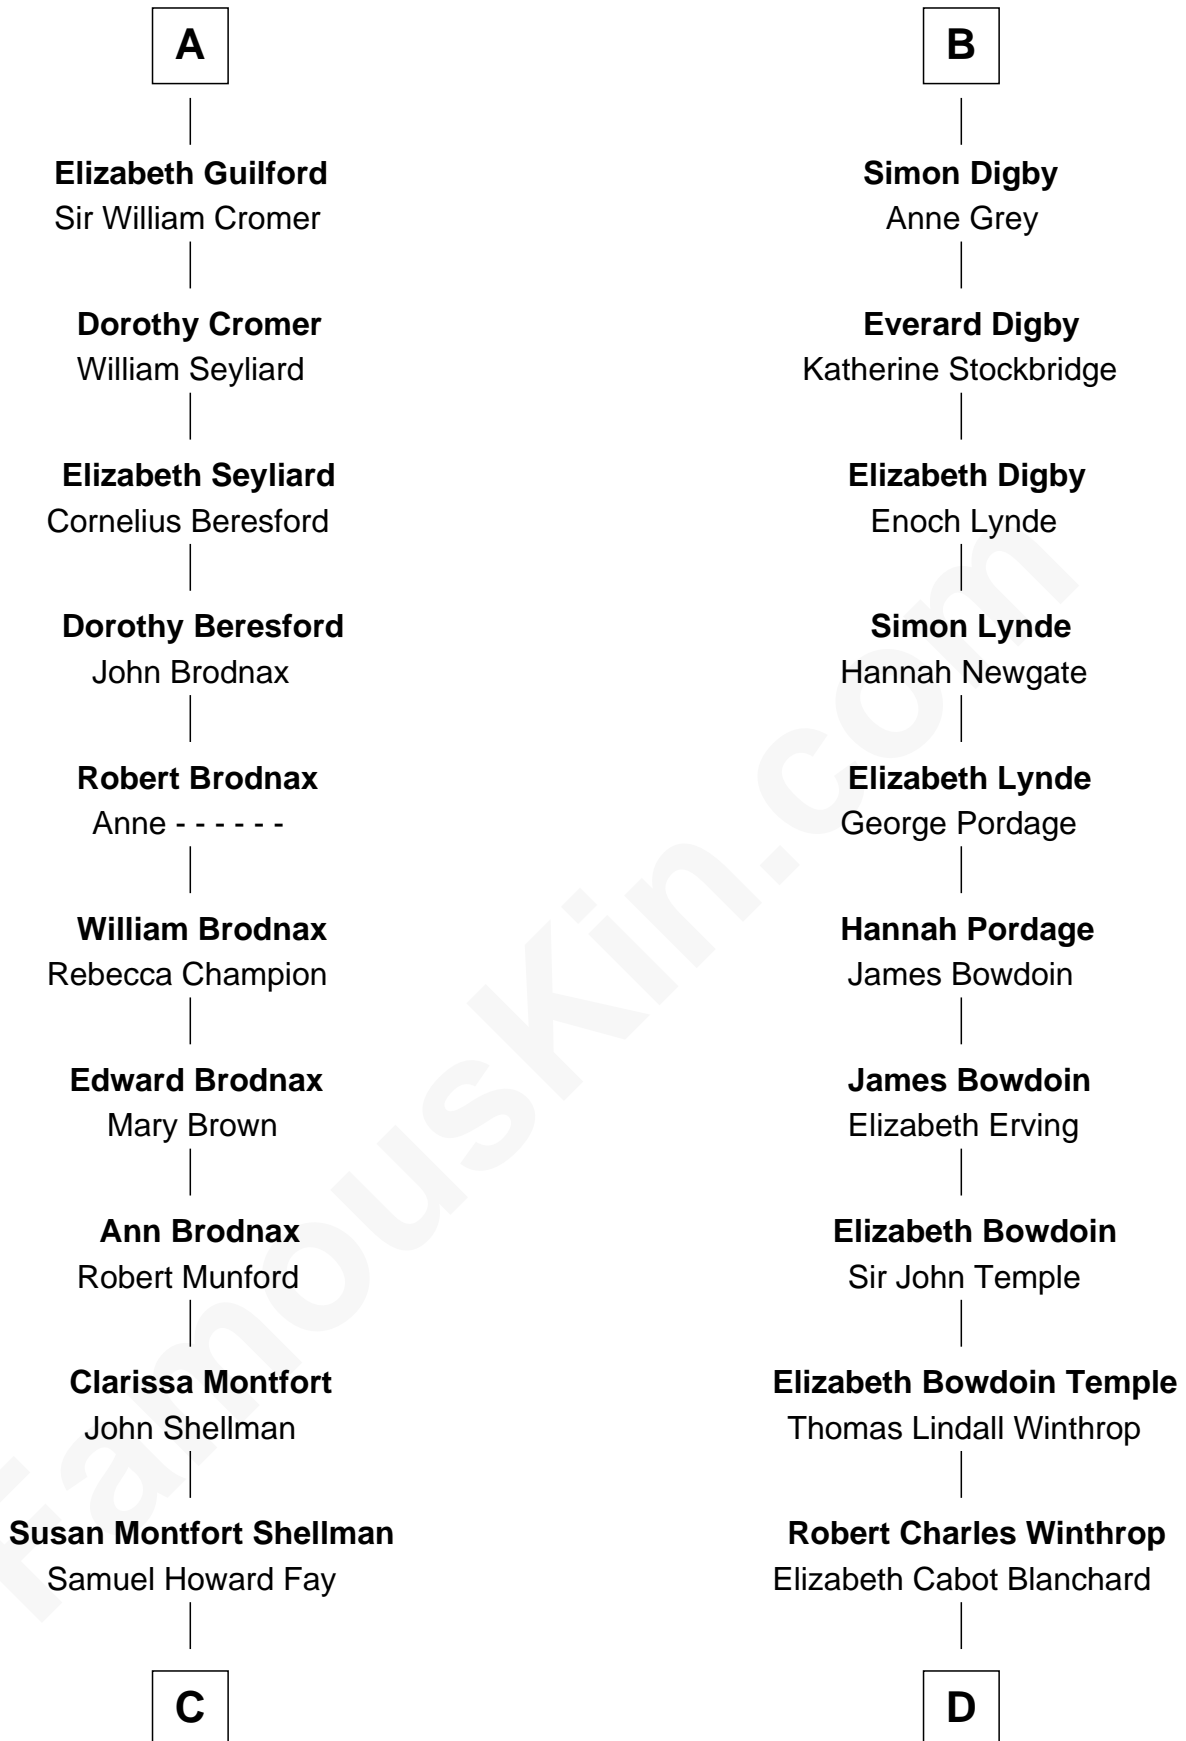 A
Elizabeth Guilford
Sir William Cromer
Dorothy Cromer
William Seyliard
Elizabeth Seyliard
Cornelius Beresford
Dorothy Beresford
John Brodnax
Robert Brodnax
Anne - - - - - -
William Brodnax
Rebecca Champion
Edward Brodnax
Mary Brown
Ann Brodnax
Robert Munford
Clarissa Montfort
John Shellman
Susan Montfort Shellman
Samuel Howard Fay
C
B
Simon Digby
Anne Grey
Everard Digby
Katherine Stockbridge
Elizabeth Digby
Enoch Lynde
Simon Lynde
Hannah Newgate
Elizabeth Lynde
George Pordage
Hannah Pordage
James Bowdoin
James Bowdoin
Elizabeth Erving
Elizabeth Bowdoin
Sir John Temple
Elizabeth Bowdoin Temple
Thomas Lindall Winthrop
Robert Charles Winthrop
Elizabeth Cabot Blanchard
D
FamousKin.com